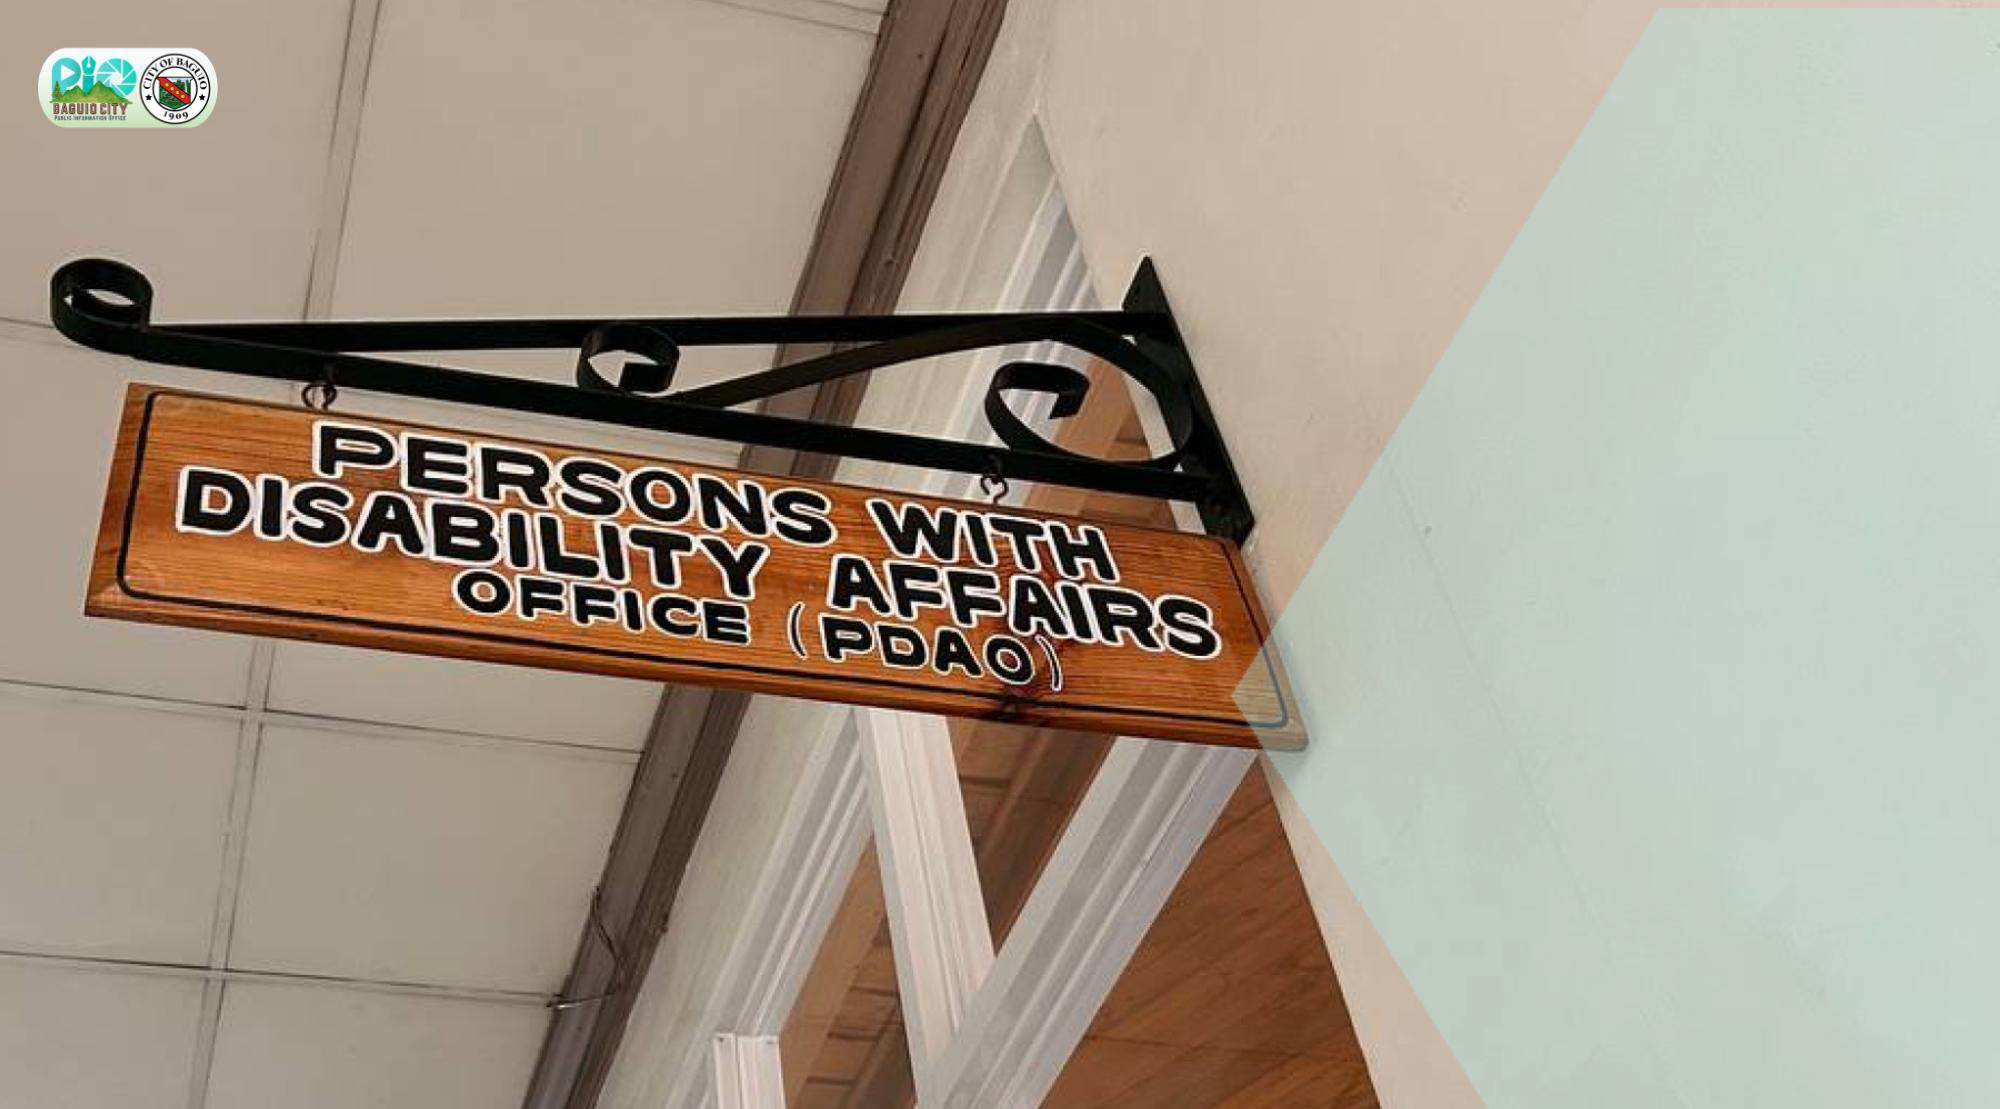 PIO
BAGUIO CITY
PUBLIC INFORMATION OFFICE
CITY OF BAGUIO
1909
PERSONS WITH
DISABILITY AFFAIRS
OFFICE (PDAO)